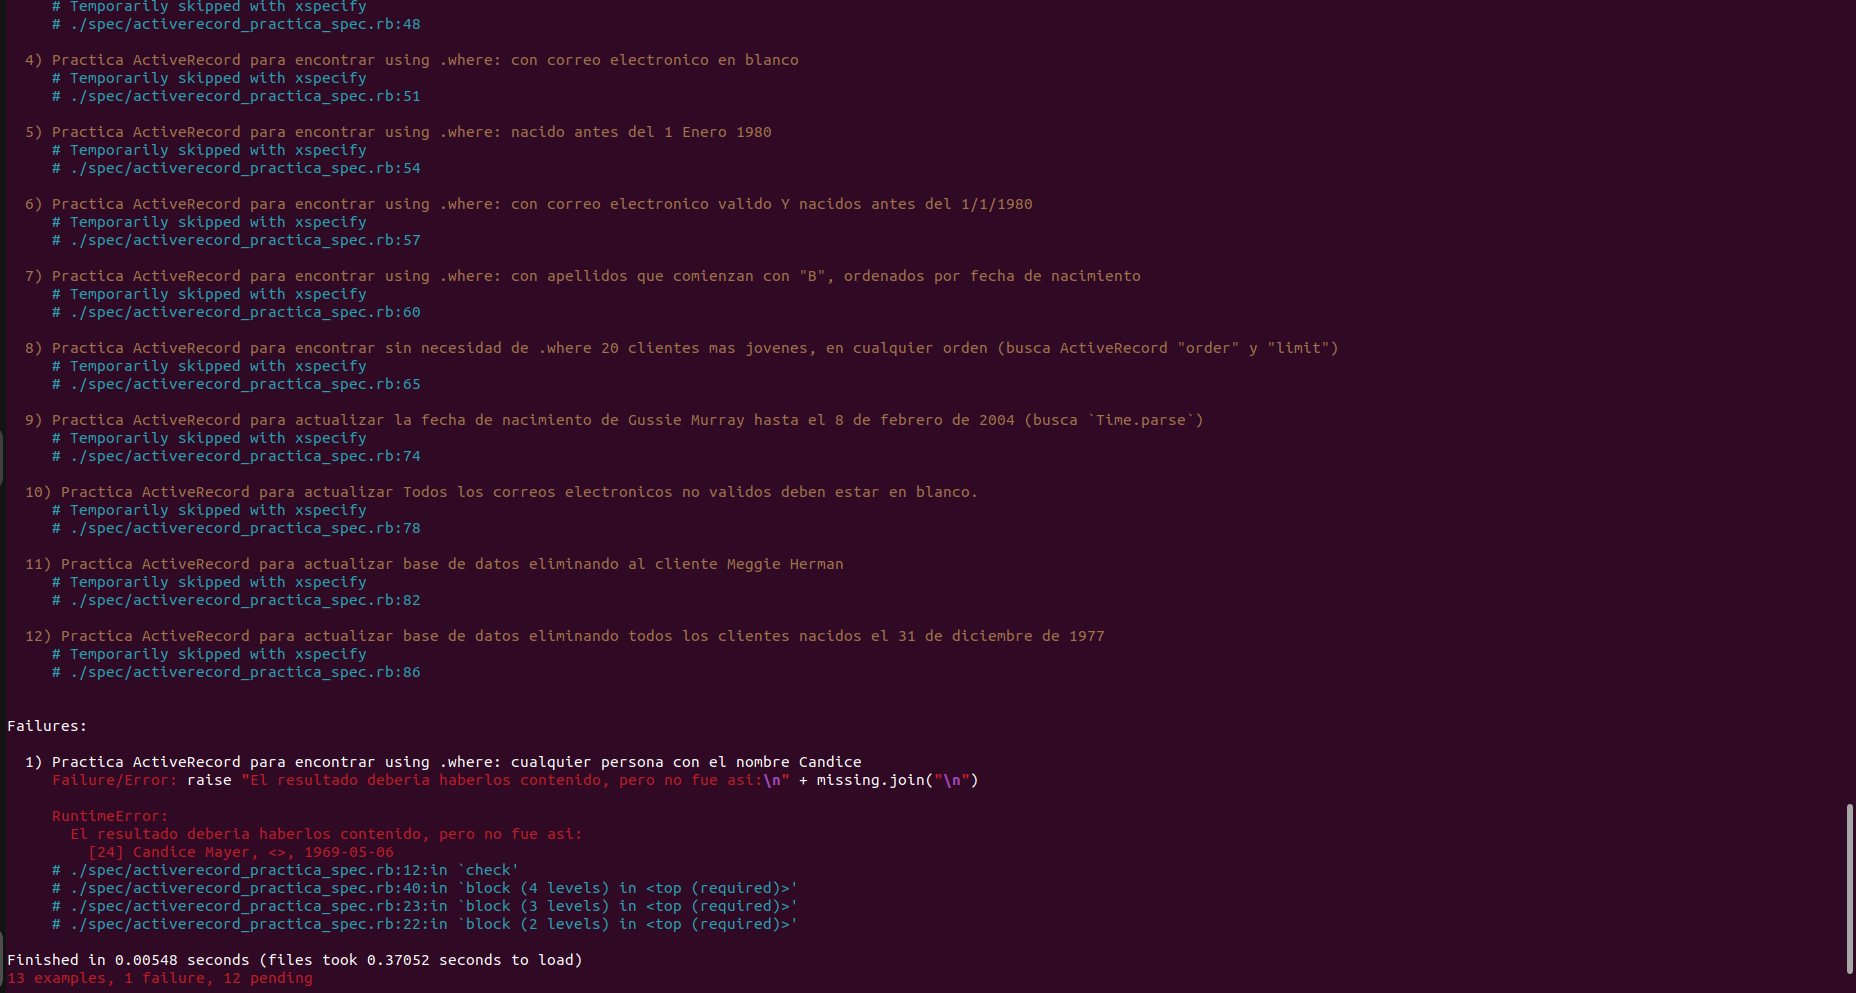 # Temporarily skipped with xspecify
# ./spec/activerecord_practica_spec.rb:48
4) Practica ActiveRecord para encontrar using .where: con correo electronico en blanco
# Temporarily skipped with xspecify
# ./spec/activerecord_practica_spec.rb:51
5) Practica ActiveRecord para encontrar using .where: nacido antes del 1 Enero 1980
# Temporarily skipped with xspecify
# ./spec/activerecord_practica_spec.rb:54
6) Practica ActiveRecord para encontrar using .where: con correo electronico valido Y nacidos antes del 1/1/1980
# Temporarily skipped with xspecify
# ./spec/activerecord_practica_spec.rb:57
7) Practica ActiveRecord para encontrar using .where: con apellidos que comienzan con "B", ordenados por fecha de nacimiento
# Temporarily skipped with xspecify
# ./spec/activerecord_practica_spec.rb:60
8) Practica ActiveRecord para encontrar sin necesidad de .where 20 clientes mas jovenes, en cualquier orden (busca ActiveRecord "order" y "limit")
# Temporarily skipped with xspecify
# ./spec/activerecord_practica_spec.rb:65
9) Practica ActiveRecord para actualizar la fecha de nacimiento de Gussie Murray hasta el 8 de febrero de 2004 (busca `Time.parse`)
# Temporarily skipped with xspecify
# ./spec/activerecord_practica_spec.rb:74
10) Practica ActiveRecord para actualizar Todos los correos electronicos no validos deben estar en blanco.
# Temporarily skipped with xspecify
# ./spec/activerecord_practica_spec.rb:78
11) Practica ActiveRecord para actualizar base de datos eliminando al cliente Meggie Herman
# Temporarily skipped with xspecify
# ./spec/activerecord_practica_spec.rb:82
12) Practica ActiveRecord para actualizar base de datos eliminando todos los clientes nacidos el 31 de diciembre de 1977
# Temporarily skipped with xspecify
# ./spec/activerecord_practica_spec.rb:86
Failures:
1) Practica ActiveRecord para encontrar using .where: cualquier persona con el nombre Candice
Failure/Error: raise "El resultado deberia haberlos contenido, pero no fue asi:\n" + missing.join("\n")
RuntimeError:
El resultado deberia haberlos contenido, pero no fue asi:
[24] Candice Mayer, <>, 1969-05-06
# ./spec/activerecord_practica_spec.rb:12:in `check'
# ./spec/activerecord_practica_spec.rb:40:in `block (4 levels) in <top (required)>'
# ./spec/activerecord_practica_spec.rb:23:in `block (3 levels) in <top (required)>'
# ./spec/activerecord_practica_spec.rb:22:in `block (2 levels) in <top (required)>'
Finished in 0.00548 seconds (files took 0.37052 seconds to load)
13 examples, 1 failure, 12 pending